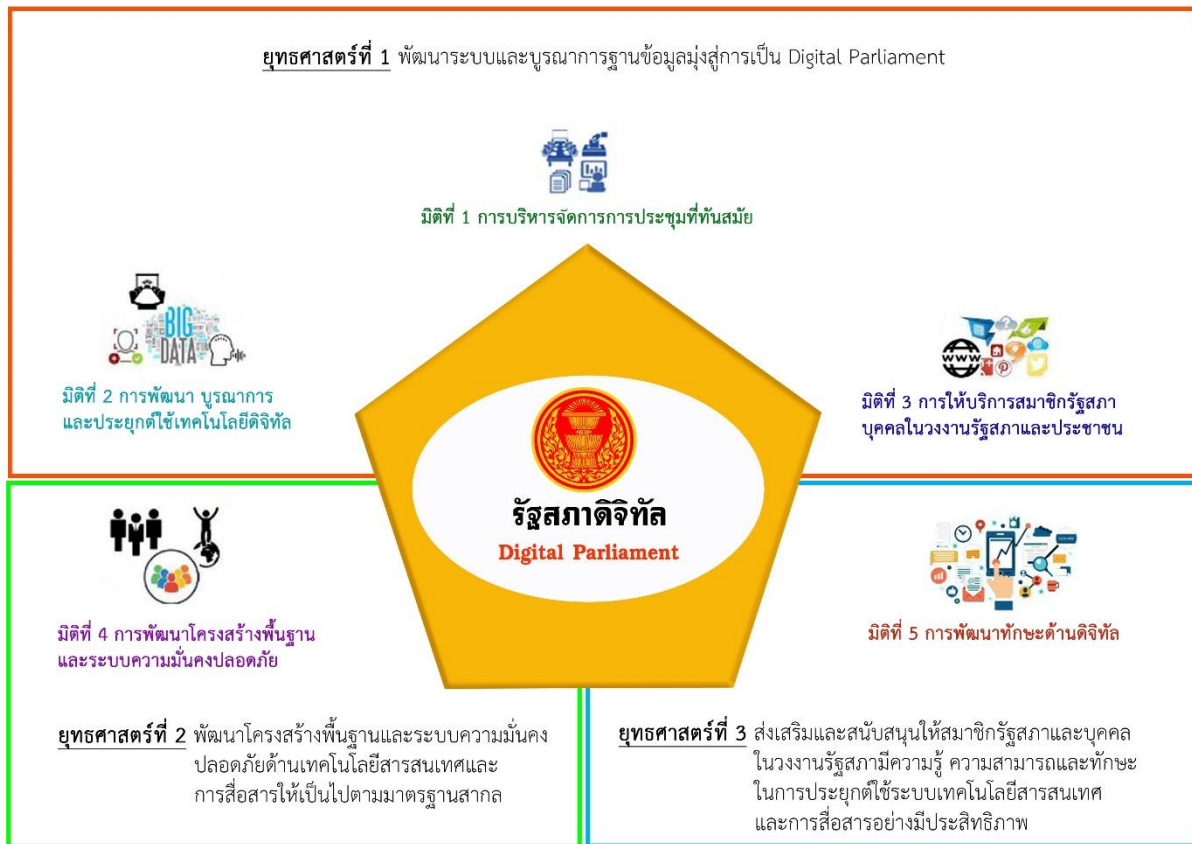 ยุทธศาสตร์ที่ 1 พัฒนาระบบและบูรณาการฐานข้อมูลมุ่งสู่การเป็น Digital Parliament
มิติที่ 1 การบริหารจัดการการประชุมที่ทันสมัย
BIG
DATA
มิติที่ 2 การพัฒนา บูรณาการ
และประยุกต์ใช้เทคโนโลยีดิจิทัล
www
มิติที่ 3 การให้บริการสมาชิกรัฐสภา
บุคคลในวงงานรัฐสภาและประชาชน
รัฐสภาดิจิทัล
Digital Parliament
มิติที่ 4 การพัฒนาโครงสร้างพื้นฐาน
และระบบความมั่นคงปลอดภัย
มิติที่ 5 การพัฒนาทักษะด้านดิจิทัล
ยุทธศาสตร์ที่ 2 พัฒนาโครงสร้างพื้นฐานและระบบความมั่นคง
ปลอดภัยด้านเทคโนโลยีสารสนเทศและ
การสื่อสารให้เป็นไปตามมาตรฐานสากล
ยุทธศาสตร์ที่ 3 ส่งเสริมและสนับสนุนให้สมาชิกรัฐสภาและบุคคล
ในวงงานรัฐสภามีความรู้ ความสามารถและทักษะ
ในการประยุกต์ใช้ระบบเทคโนโลยีสารสนเทศ
และการสื่อสารอย่างมีประสิทธิภาพ